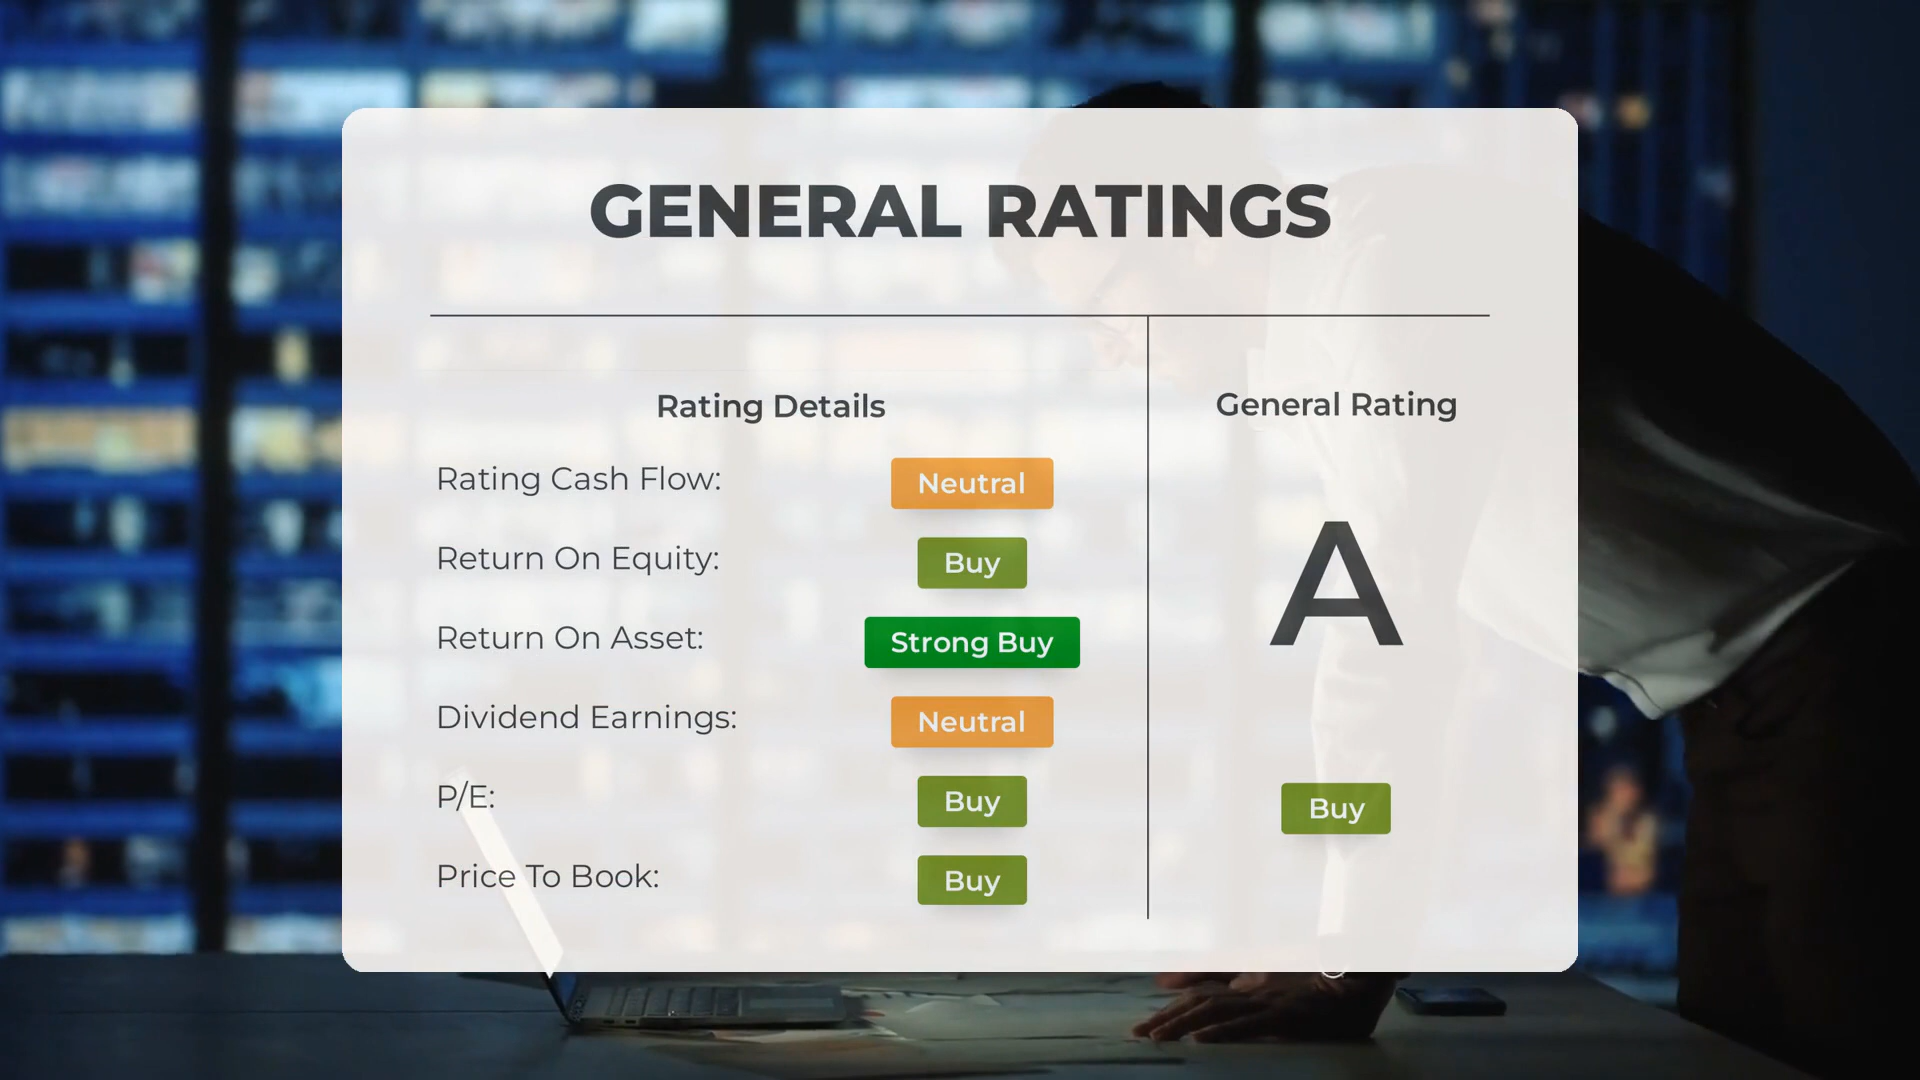 GENERAL RATINGS
Rating Details
Rating Cash Flow: Neutral
Return On Equity: Buy
Return On Asset: Strong Buy
Dividend Earnings: Neutral
P/E: Buy
Price To Book: Buy
General Rating
A
Buy